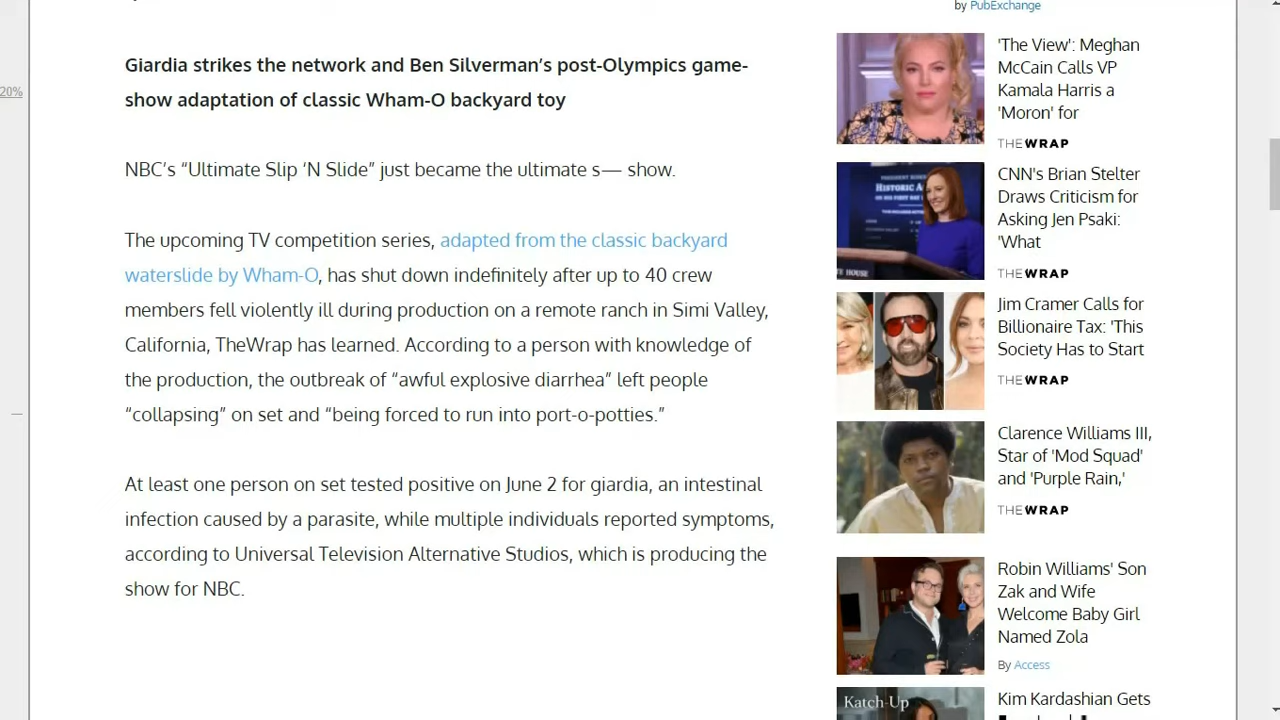 by PubExchange
20%
Giardia strikes the network and Ben Silverman’s post-Olympics game-
show adaptation of classic Wham-O backyard toy
NBC’s “Ultimate Slip ‘N Slide” just became the ultimate s— show.
The upcoming TV competition series, adapted from the classic backyard
waterslide by Wham-O, has shut down indefinitely after up to 40 crew
members fell violently ill during production on a remote ranch in Simi Valley,
California, TheWrap has learned. According to a person with knowledge of
the production, the outbreak of “awful explosive diarrhea” left people
“collapsing” on set and “being forced to run into port-o-potties.”
At least one person on set tested positive on June 2 for giardia, an intestinal
infection caused by a parasite, while multiple individuals reported symptoms,
according to Universal Television Alternative Studios, which is producing the
show for NBC.
'The View': Meghan
McCain Calls VP
Kamala Harris a
'Moron' for
THEWRAP
HISTORIC A
CNN's Brian Stelter
Draws Criticism for
Asking Jen Psaki:
'What
THEWRAP
Jim Cramer Calls for
Billionaire Tax: 'This
Society Has to Start
THEWRAP
Clarence Williams III,
Star of 'Mod Squad'
and 'Purple Rain,'
THEWRAP
Robin Williams' Son
Zak and Wife
Welcome Baby Girl
Named Zola
By Access
Katch-Up
Kim Kardashian Gets